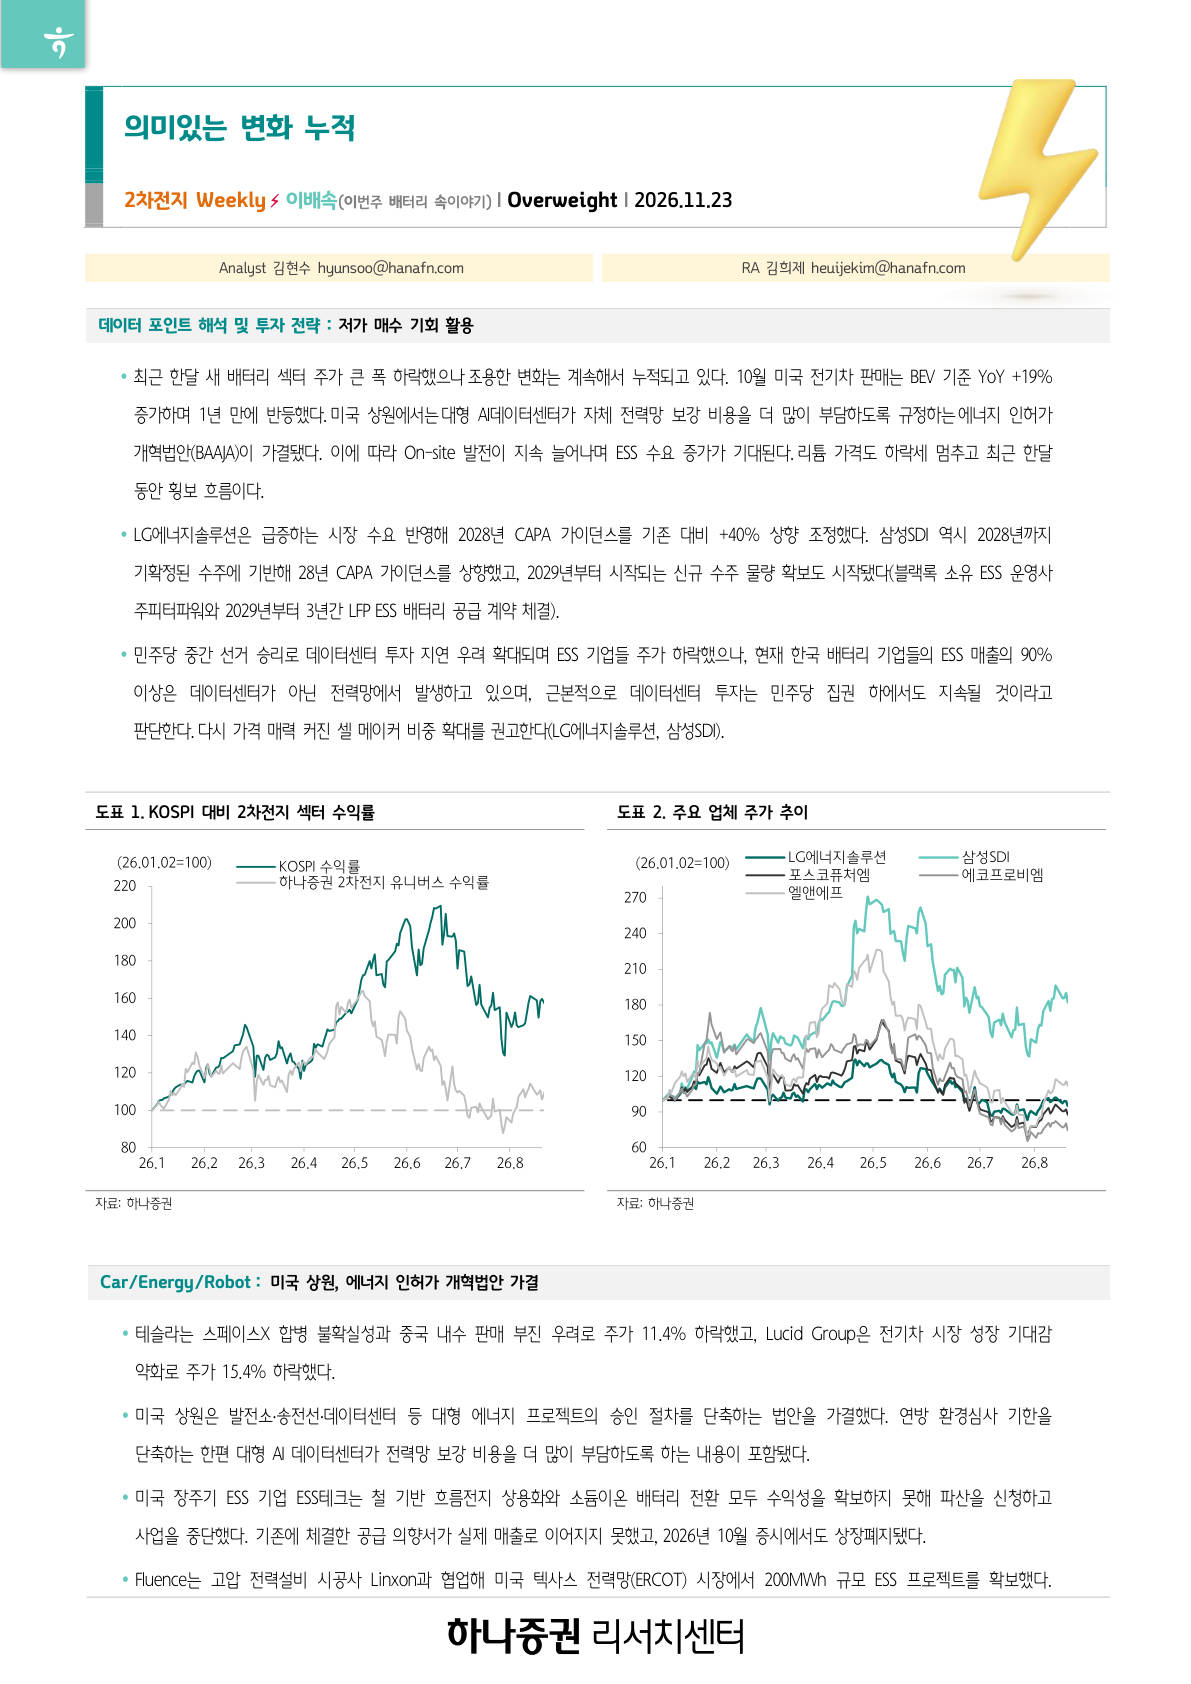 의미있는 변화 누적
2차전지 Weekly⚡이배속(이번주 배터리 속이야기) l Overweight l 2026.11.23
Analyst 김현수 hyunsoo@hanafn.com
RA 김희제 heuijekim@hanafn.com
데이터 포인트 해석 및 투자 전략 : 저가 매수 기회 활용
• 최근 한달 새 배터리 섹터 주가 큰 폭 하락했으나 조용한 변화는 계속해서 누적되고 있다. 10월 미국 전기차 판매는 BEV 기준 YoY +19%
증가하며 1년 만에 반등했다. 미국 상원에서는 대형 AI데이터센터가 자체 전력망 보강 비용을 더 많이 부담하도록 규정하는 에너지 인허가
개혁법안(BAAJA)이 가결됐다. 이에 따라 On-site 발전이 지속 늘어나며 ESS 수요 증가가 기대된다. 리튬 가격도 하락세 멈추고 최근 한달
동안 횡보 흐름이다.
• LG에너지솔루션은 급증하는 시장 수요 반영해 2028년 CAPA 가이던스를 기존 대비 +40% 상향 조정했다. 삼성SDI 역시 2028년까지
기확정된 수주에 기반해 28년 CAPA 가이던스를 상향했고, 2029년부터 시작되는 신규 수주 물량 확보도 시작됐다(블랙록 소유 ESS 운영사
주피터파워와 2029년부터 3년간 LFP ESS 배터리 공급 계약 체결).
• 민주당 중간 선거 승리로 데이터센터 투자 지연 우려 확대되며 ESS 기업들 주가 하락했으나, 현재 한국 배터리 기업들의 ESS 매출의 90%
이상은 데이터센터가 아닌 전력망에서 발생하고 있으며, 근본적으로 데이터센터 투자는 민주당 집권 하에서도 지속될 것이라고
판단한다. 다시 가격 매력 커진 셀 메이커 비중 확대를 권고한다(LG에너지솔루션, 삼성SDI).
도표 1. KOSPI 대비 2차전지 섹터 수익률
(26.01.02=100)
KOSPI 수익률
하나증권 2차전지 유니버스 수익률
220
200
180
160
140
120
100
80
26.1 26.2 26.3 26.4 26.5 26.6 26.7 26.8
자료: 하나증권
도표 2. 주요 업체 주가 추이
(26.01.02=100)
LG에너지솔루션 삼성SDI
포스코퓨처엠 에코프로비엠
엘앤에프
270
240
210
180
150
120
90
60
26.1 26.2 26.3 26.4 26.5 26.6 26.7 26.8
자료: 하나증권
Car/Energy/Robot : 미국 상원, 에너지 인허가 개혁법안 가결
• 테슬라는 스페이스X 합병 불확실성과 중국 내수 판매 부진 우려로 주가 11.4% 하락했고, Lucid Group은 전기차 시장 성장 기대감
약화로 주가 15.4% 하락했다.
• 미국 상원은 발전소·송전선·데이터센터 등 대형 에너지 프로젝트의 승인 절차를 단축하는 법안을 가결했다. 연방 환경심사 기한을
단축하는 한편 대형 AI 데이터센터가 전력망 보강 비용을 더 많이 부담하도록 하는 내용이 포함됐다.
• 미국 장주기 ESS 기업 ESS테크는 철 기반 흐름전지 상용화와 소듐이온 배터리 전환 모두 수익성을 확보하지 못해 파산을 신청하고
사업을 중단했다. 기존에 체결한 공급 의향서가 실제 매출로 이어지지 못했고, 2026년 10월 증시에서도 상장폐지됐다.
• Fluence는 고압 전력설비 시공사 Linxon과 협업해 미국 텍사스 전력망(ERCOT) 시장에서 200MWh 규모 ESS 프로젝트를 확보했다.
하나증권 리서치센터